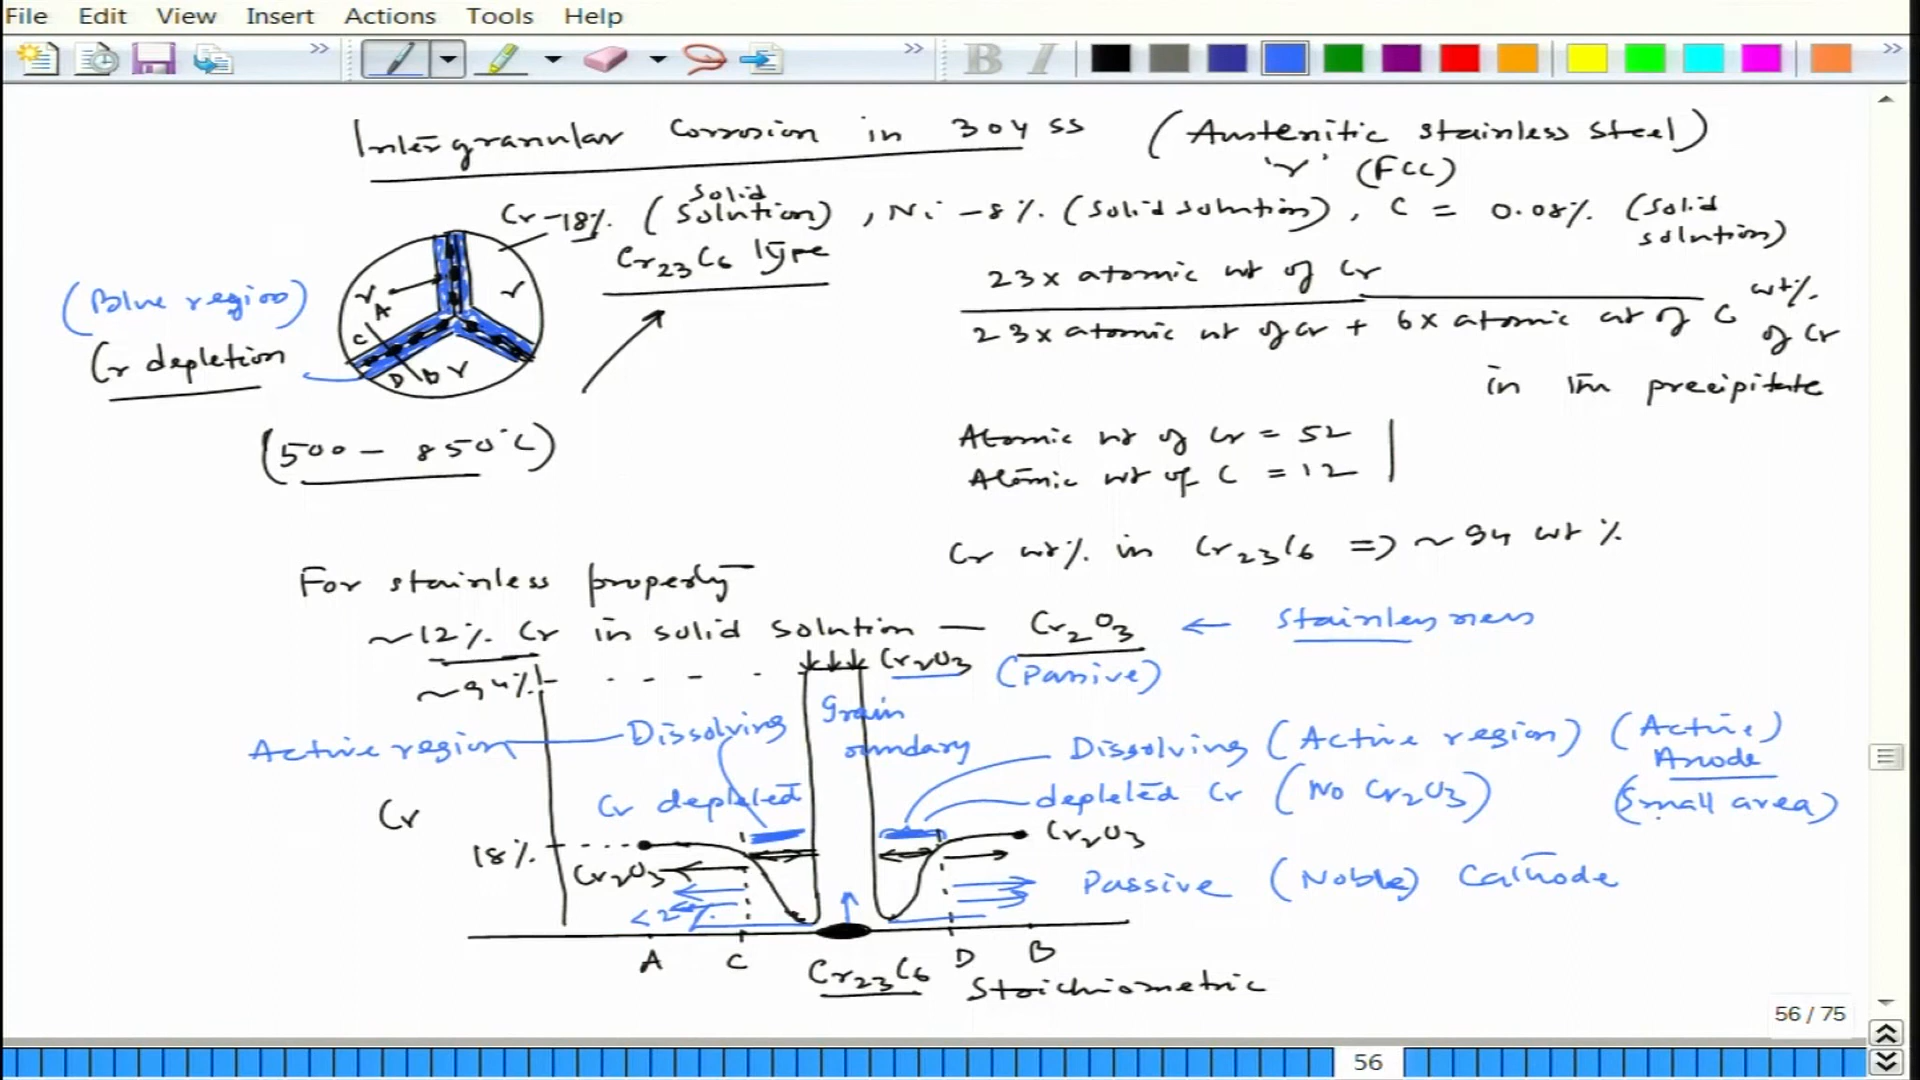 File Edit View Insert Actions Tools Help
B I
Intergranular Corrosion in 304 SS (Austenitic stainless steel)
'γ' (FCC)
Cr-18%. (Solid solution), Ni-8%. (Solid solution), C = 0.08%. (Solid solution)
Cr23C6 type
(Blue region)
Cr depletion
γ A γ
C
D B γ
(500 - 850°C)
23 x atomic wt of Cr
23 x atomic wt of Cr + 6 x atomic wt of C
wt%. of Cr
in the precipitate
Atomic wt of Cr = 52
Atomic wt of C = 12
Cr wt%. in Cr23C6 => ~94 wt %
For stainless property
~12%. Cr in solid solution — Cr2O3 ← Stainlessness
~94%. Cr2O3 (Passive)
Active region Dissolving Grain oundary Dissolving (Active region) (Active) Anode
Cr depleted depleted Cr (No Cr2O3) (Small area)
Cr
18%. Cr2O3
Cr2O3
Passive (Noble) Cathode
<2%.
A C Cr23C6 D B
Stoichiometric
56 / 75
56